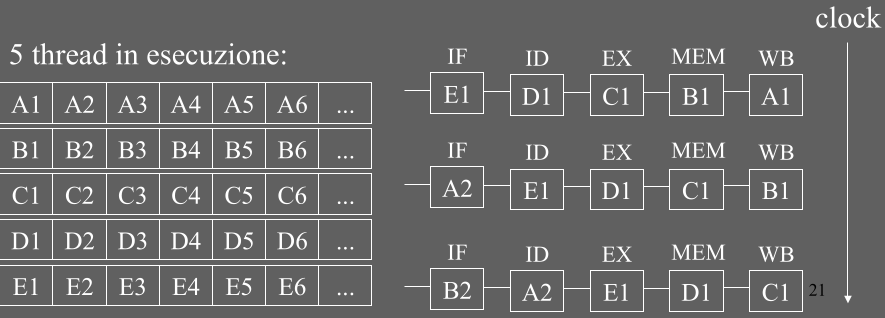 clock
5 thread in esecuzione:
A1 A2 A3 A4 A5 A6 ...
B1 B2 B3 B4 B5 B6 ...
C1 C2 C3 C4 C5 C6 ...
D1 D2 D3 D4 D5 D6 ...
E1 E2 E3 E4 E5 E6 ...
IF ID EX MEM WB
E1 D1 C1 B1 A1
IF ID EX MEM WB
A2 E1 D1 C1 B1
IF ID EX MEM WB
B2 A2 E1 D1 C1
21